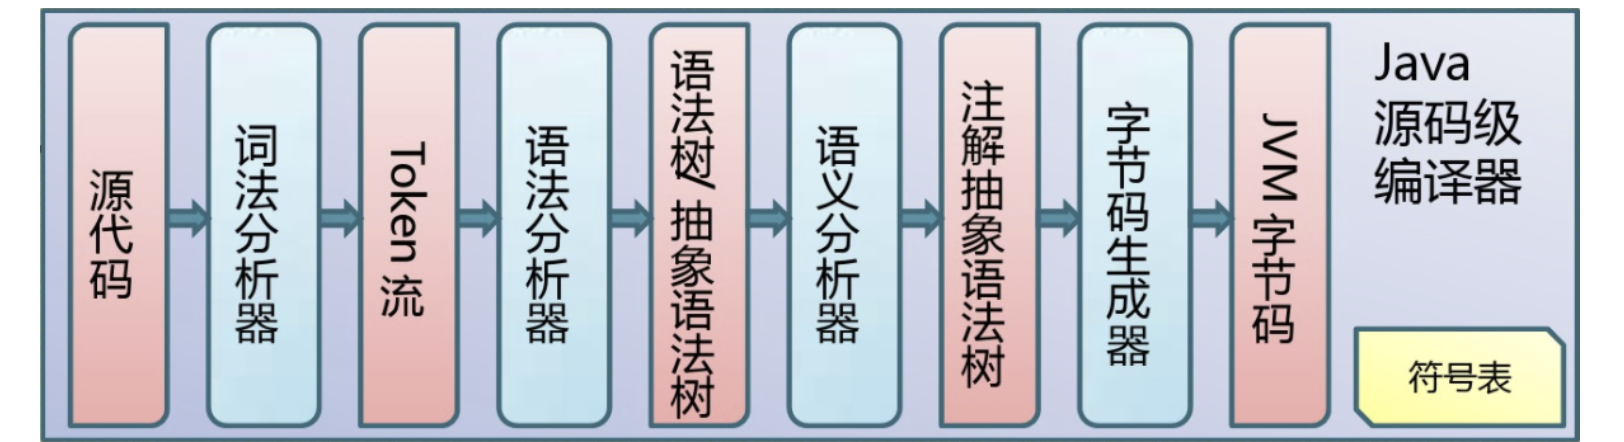 源代码
词法分析器
Token 流
语法分析器
语法树/抽象语法树
语义分析器
注解抽象语法树
字节码生成器
JVM 字节码
Java
源码级
编译器
符号表